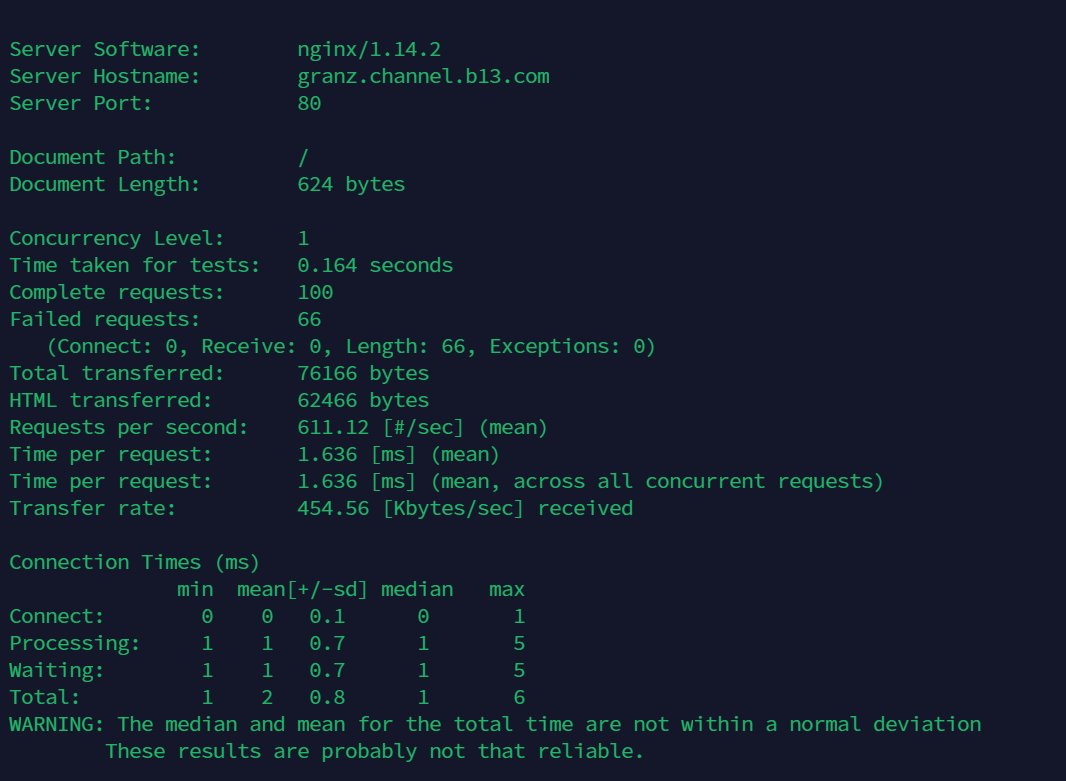 Server Software:        nginx/1.14.2
Server Hostname:        granz.channel.b13.com
Server Port:            80

Document Path:          /
Document Length:        624 bytes

Concurrency Level:      1
Time taken for tests:   0.164 seconds
Complete requests:      100
Failed requests:        66
   (Connect: 0, Receive: 0, Length: 66, Exceptions: 0)
Total transferred:      76166 bytes
HTML transferred:       62466 bytes
Requests per second:    611.12 [#/sec] (mean)
Time per request:       1.636 [ms] (mean)
Time per request:       1.636 [ms] (mean, across all concurrent requests)
Transfer rate:          454.56 [Kbytes/sec] received

Connection Times (ms)
              min  mean[+/-sd] median   max
Connect:        0    0   0.1      0       1
Processing:     1    1   0.7      1       5
Waiting:        1    1   0.7      1       5
Total:          1    2   0.8      1       6
WARNING: The median and mean for the total time are not within a normal deviation
        These results are probably not that reliable.